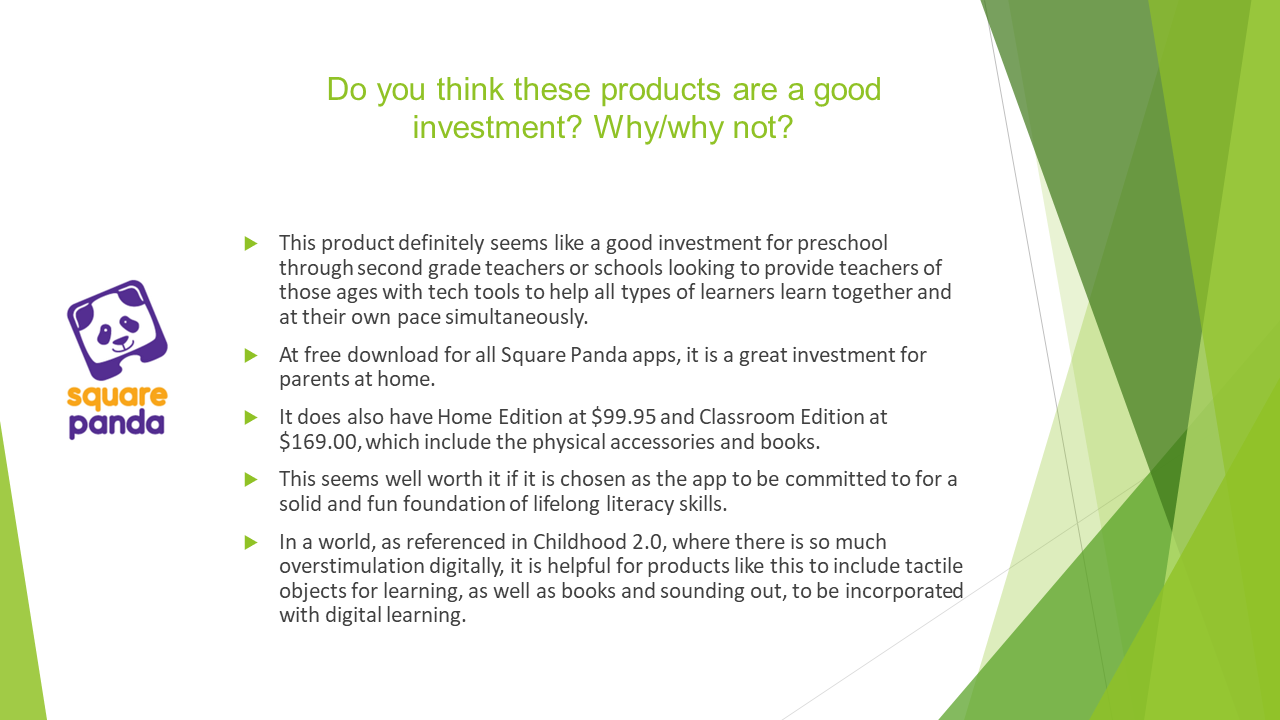 Do you think these products are a good
investment? Why/why not?
This product definitely seems like a good investment for preschool
through second grade teachers or schools looking to provide teachers of
those ages with tech tools to help all types of learners learn together and
at their own pace simultaneously.
At free download for all Square Panda apps, it is a great investment for
parents at home.
It does also have Home Edition at $99.95 and Classroom Edition at
$169.00, which include the physical accessories and books.
This seems well worth it if it is chosen as the app to be committed to for a
solid and fun foundation of lifelong literacy skills.
In a world, as referenced in Childhood 2.0, where there is so much
overstimulation digitally, it is helpful for products like this to include tactile
objects for learning, as well as books and sounding out, to be incorporated
with digital learning.
square
panda